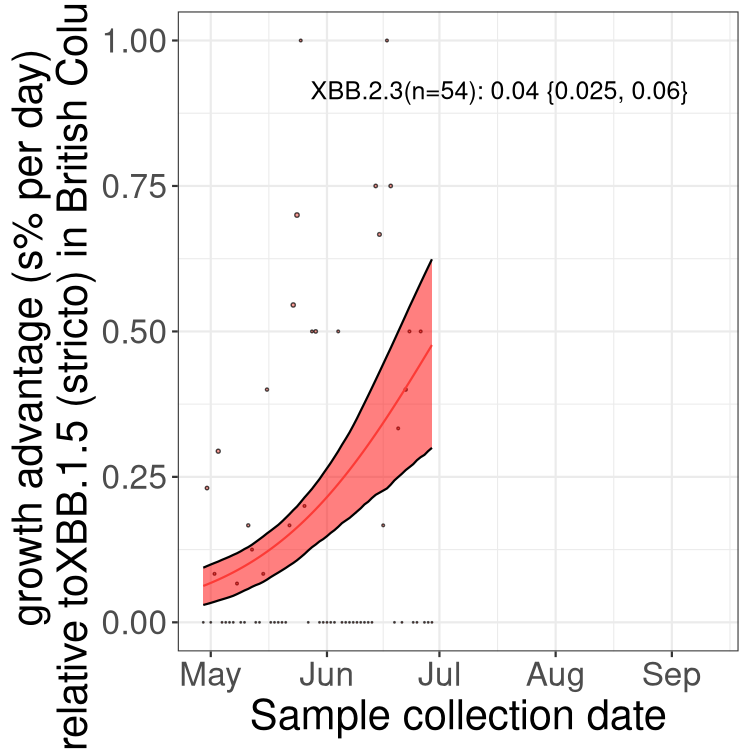 growth advantage (s% per day)
relative toXBB.1.5 (stricto) in British Colu
1.00
0.75
0.50
0.25
0.00
XBB.2.3(n=54): 0.04 {0.025, 0.06}
May Jun Jul Aug Sep
Sample collection date